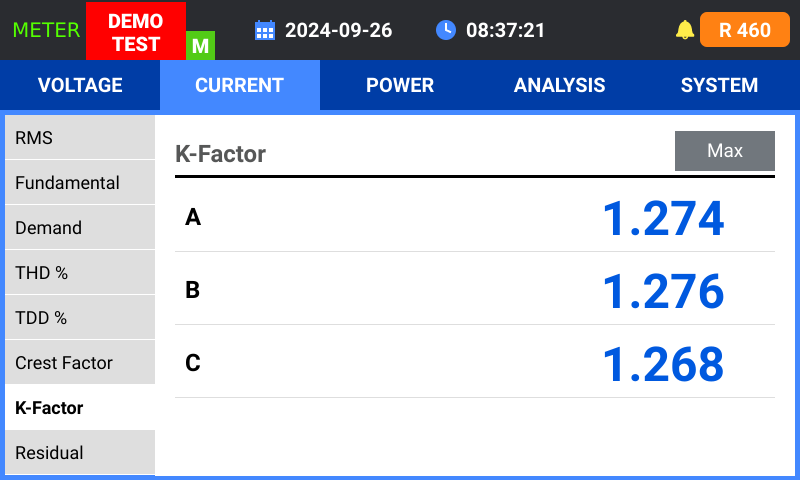 METER
DEMO
TEST
M
2024-09-26
08:37:21
R 460
VOLTAGE
CURRENT
POWER
ANALYSIS
SYSTEM
RMS
Fundamental
Demand
THD %
TDD %
Crest Factor
K-Factor
Residual
K-Factor
Max
A 1.274
B 1.276
C 1.268